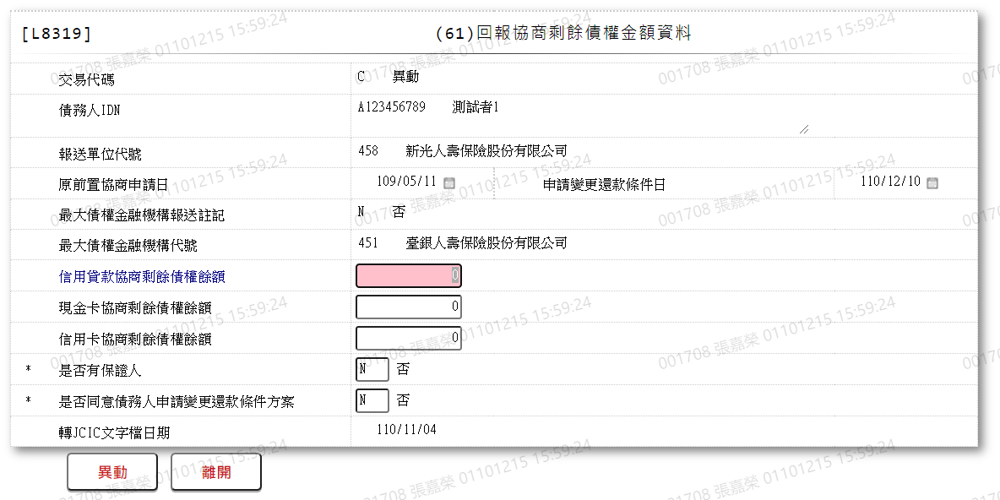 [L8319] (61)回報協商剩餘債權金額資料
交易代碼 C 異動
債務人IDN A123456789 測試者1
報送單位代號 458 新光人壽保險股份有限公司
原前置協商申請日 109/05/11 申請變更還款條件日 110/12/10
最大債權金融機構報送註記 N 否
最大債權金融機構代號 451 臺銀人壽保險股份有限公司
信用貸款協商剩餘債權餘額 0
現金卡協商剩餘債權餘額 0
信用卡協商剩餘債權餘額 0
* 是否有保證人 N 否
* 是否同意債務人申請變更還款條件方案 N 否
轉JCIC文字檔日期 110/11/04
異動 離開
001708 張嘉榮 01101215 15:59:24